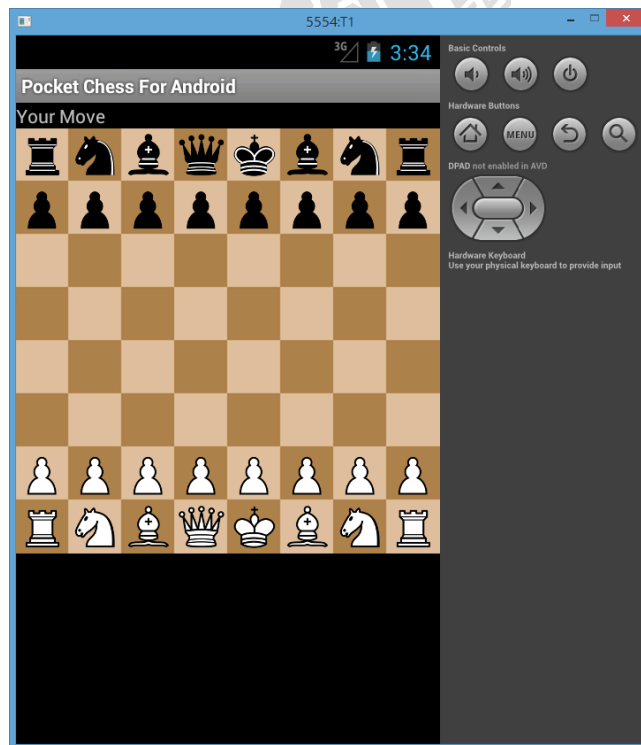 5554:T1
3G 3:34
Pocket Chess For Android
Your Move
Basic Controls
Hardware Buttons
MENU
DPAD not enabled in AVD
Hardware Keyboard
Use your physical keyboard to provide input